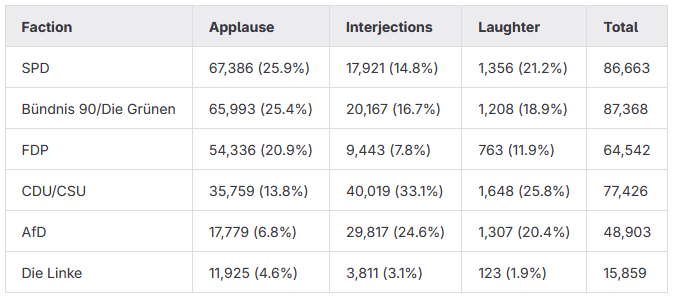 Faction Applause Interjections Laughter Total
SPD 67,386 (25.9%) 17,921 (14.8%) 1,356 (21.2%) 86,663
Bündnis 90/Die Grünen 65,993 (25.4%) 20,167 (16.7%) 1,208 (18.9%) 87,368
FDP 54,336 (20.9%) 9,443 (7.8%) 763 (11.9%) 64,542
CDU/CSU 35,759 (13.8%) 40,019 (33.1%) 1,648 (25.8%) 77,426
AfD 17,779 (6.8%) 29,817 (24.6%) 1,307 (20.4%) 48,903
Die Linke 11,925 (4.6%) 3,811 (3.1%) 123 (1.9%) 15,859